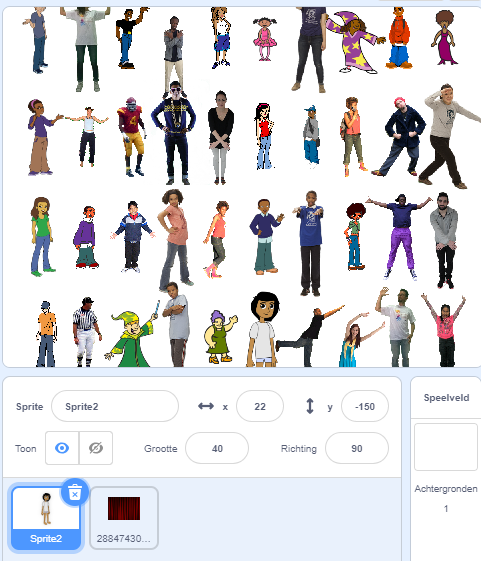 Sprite Sprite2 x 22 y -150
Toon Grootte 40 Richting 90
Sprite2 28847430...
Speelveld
Achtergronden
1